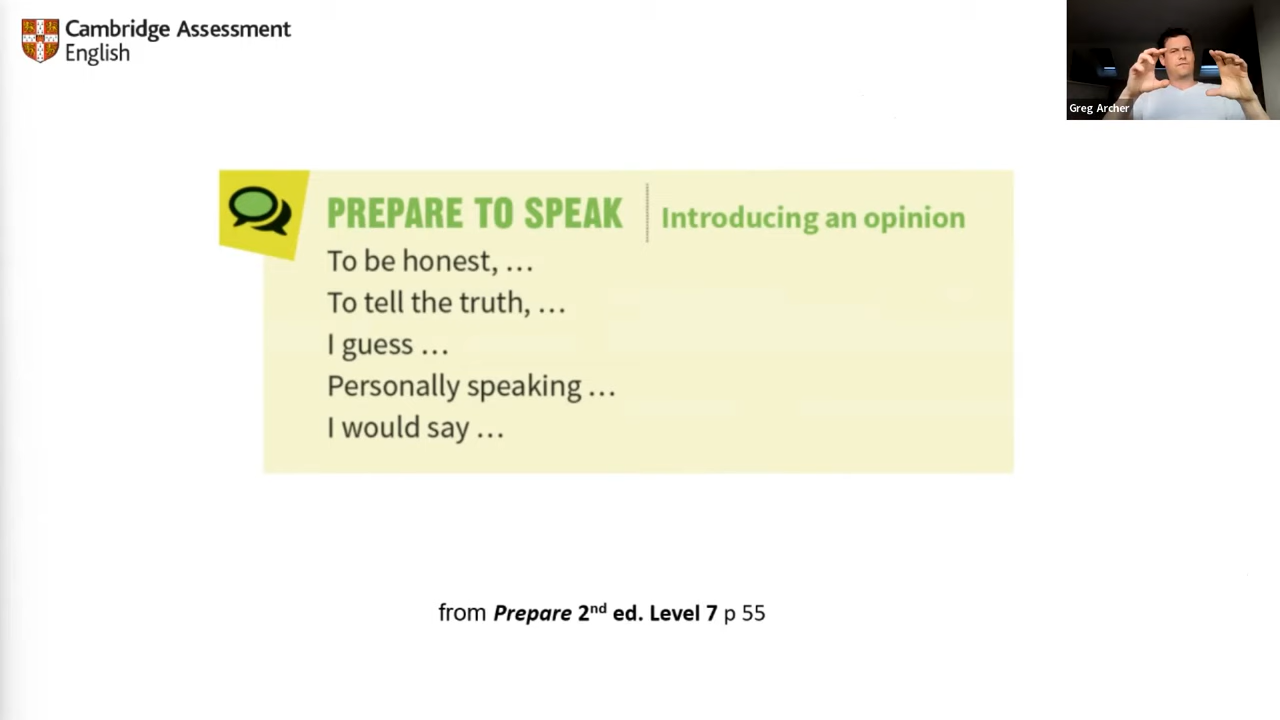 Cambridge Assessment
English
Greg Archer
PREPARE TO SPEAK
Introducing an opinion
To be honest, …
To tell the truth, …
I guess …
Personally speaking …
I would say …
from Prepare 2nd ed. Level 7 p 55